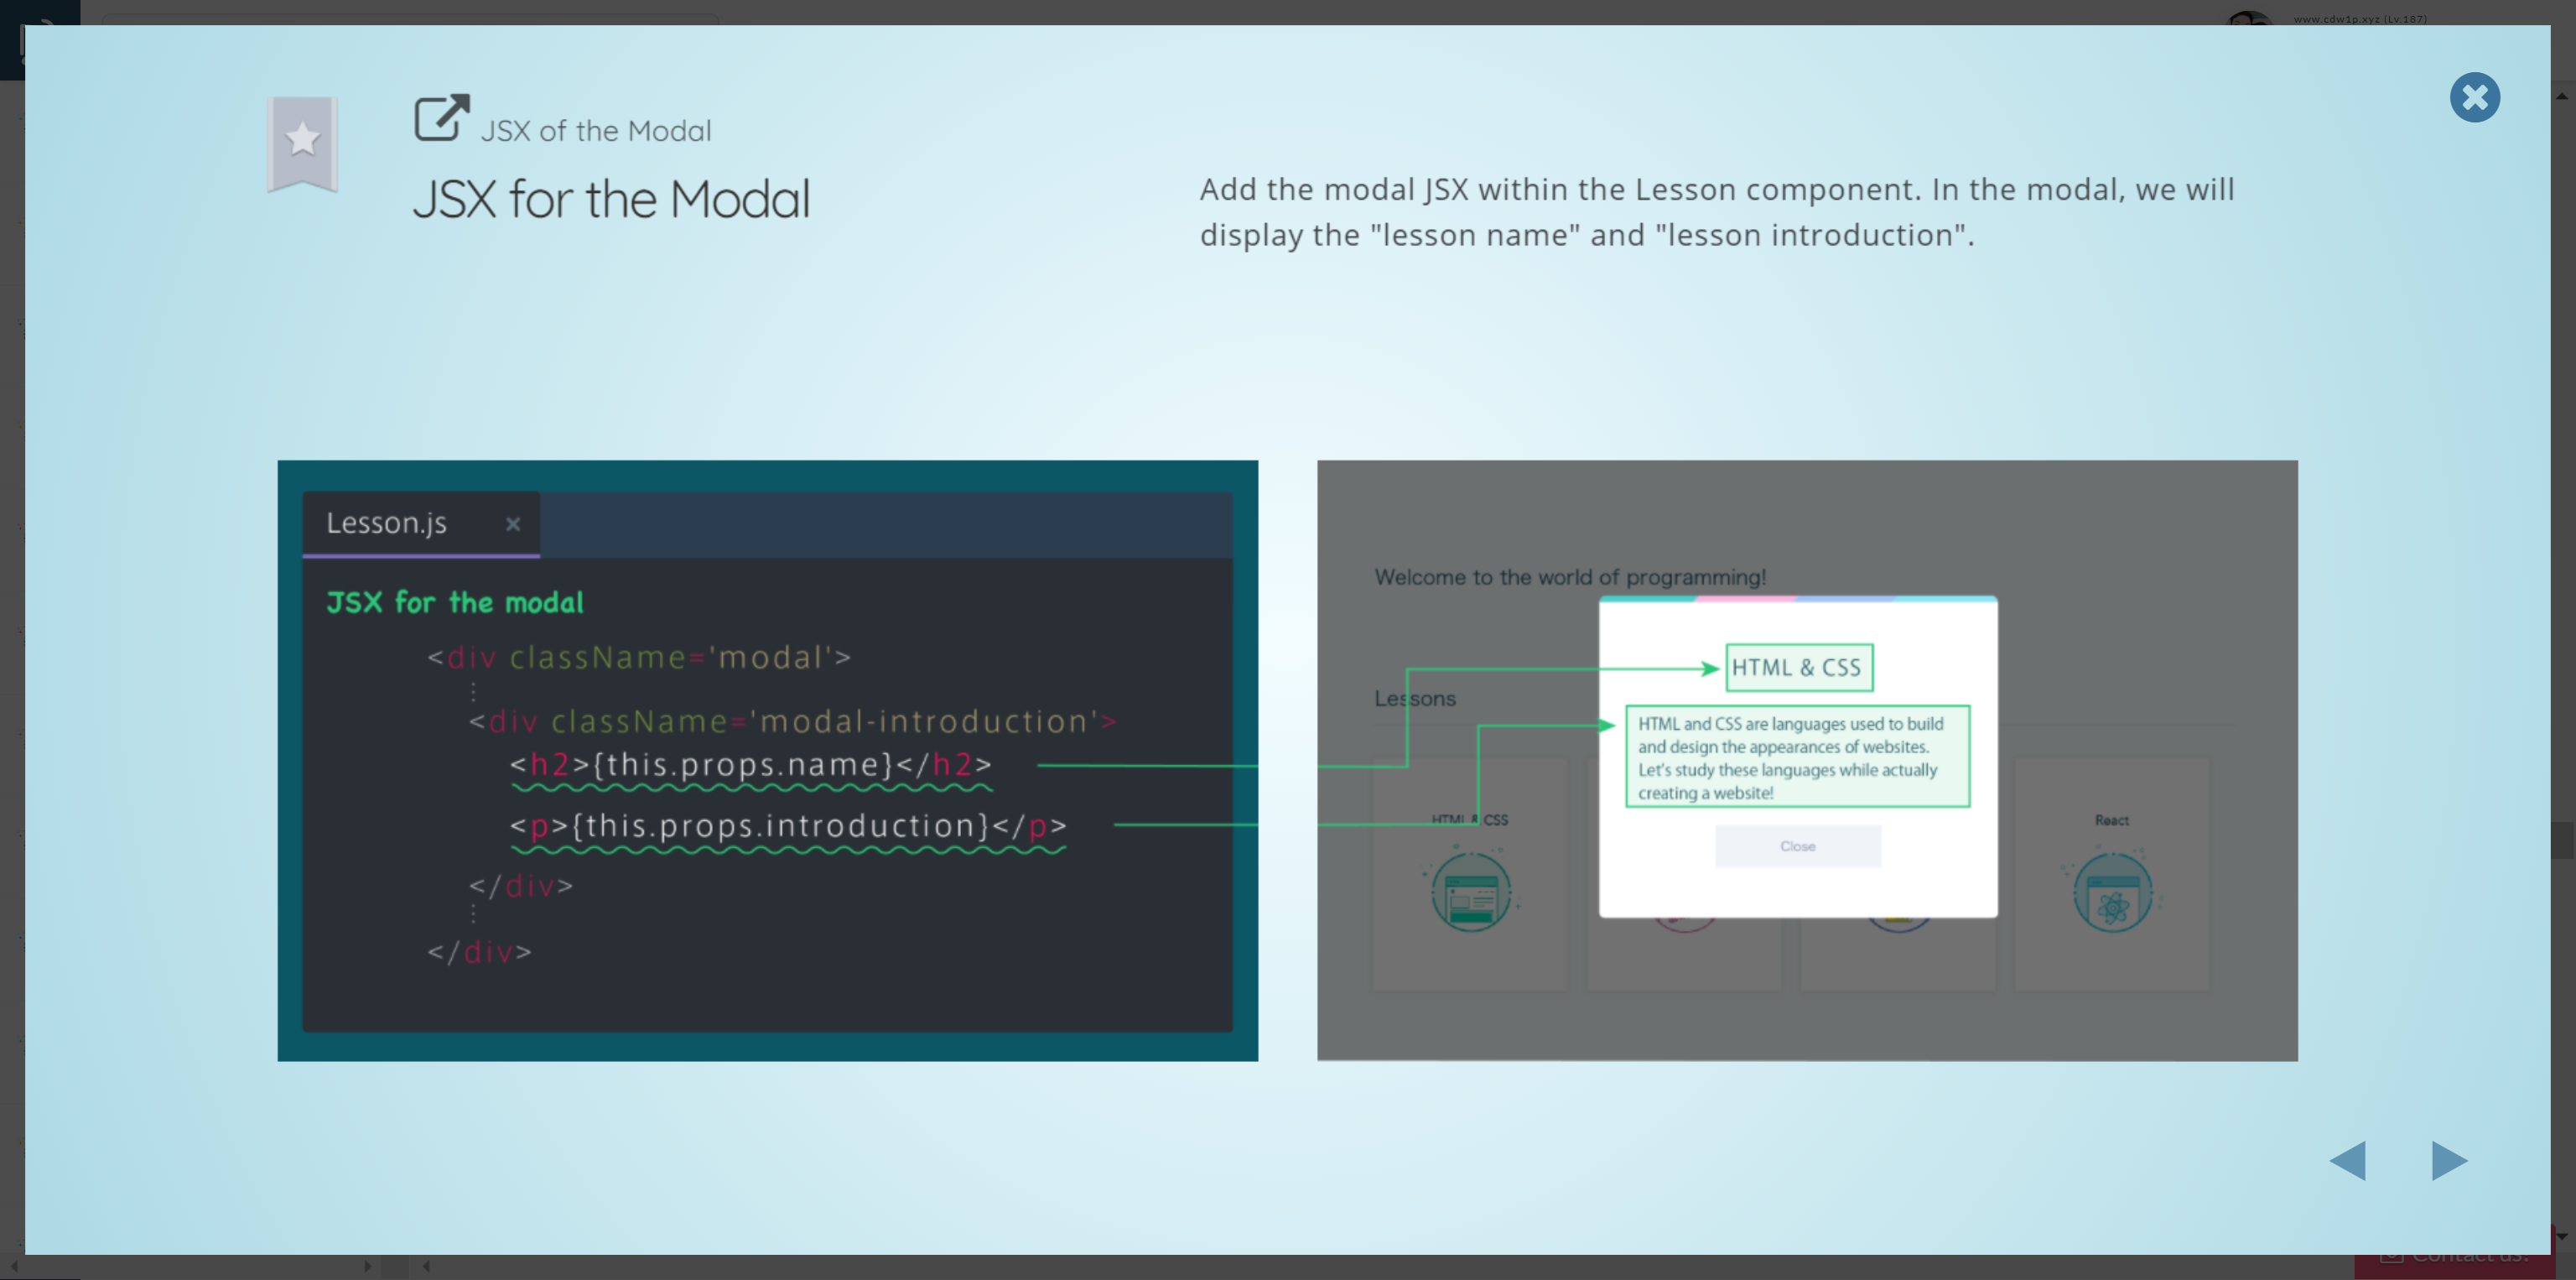 www.cdw1p.xyz (Lv.187)
JSX of the Modal
JSX for the Modal
Add the modal JSX within the Lesson component. In the modal, we will
display the "lesson name" and "lesson introduction".
Lesson.js
JSX for the modal
<div className='modal'>
<div className='modal-introduction'>
<h2>{this.props.name}</h2>
<p>{this.props.introduction}</p>
</div>
</div>
Welcome to the world of programming!
Lessons
HTML & CSS
HTML and CSS are languages used to build
and design the appearances of websites.
Let's study these languages while actually
creating a website!
Close
HTML & CSS
React
Contact us!